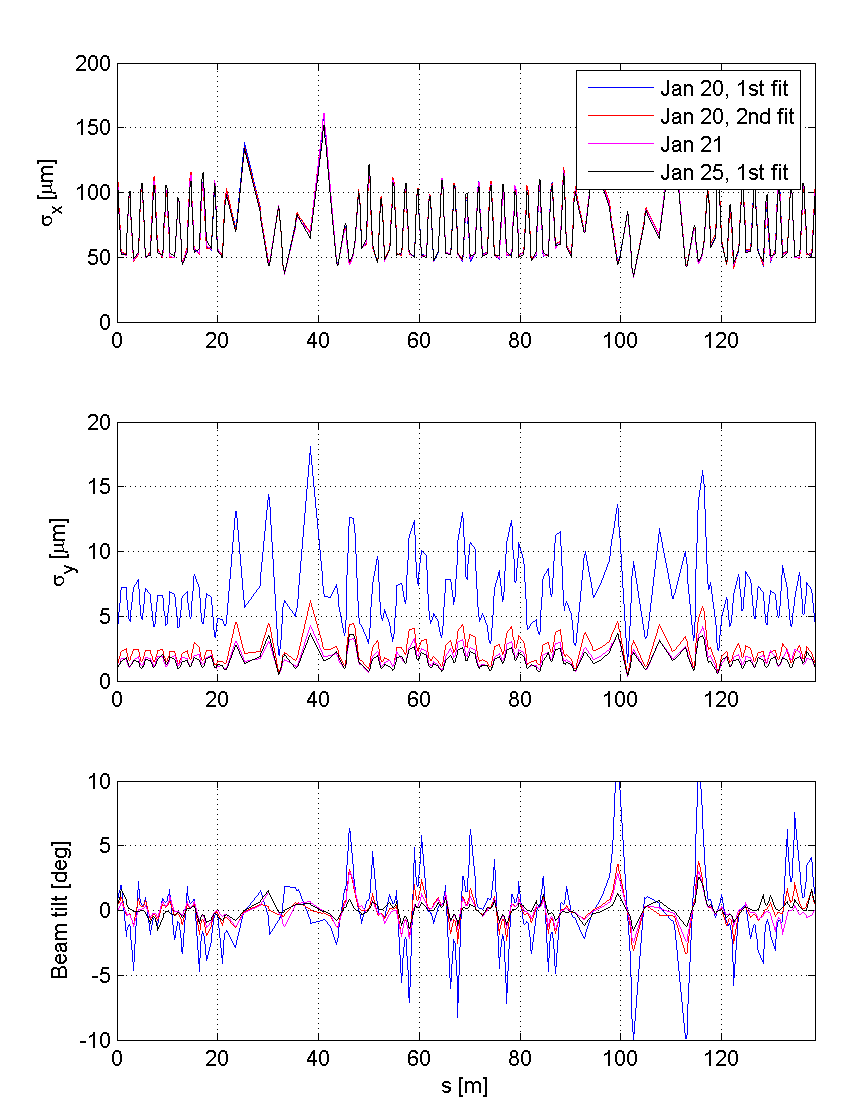 200
150
100
50
0
σx [μm]
Jan 20, 1st fit
Jan 20, 2nd fit
Jan 21
Jan 25, 1st fit
0 20 40 60 80 100 120
20
15
10
5
0
σy [μm]
0 20 40 60 80 100 120
10
5
0
-5
-10
Beam tilt [deg]
0 20 40 60 80 100 120
s [m]